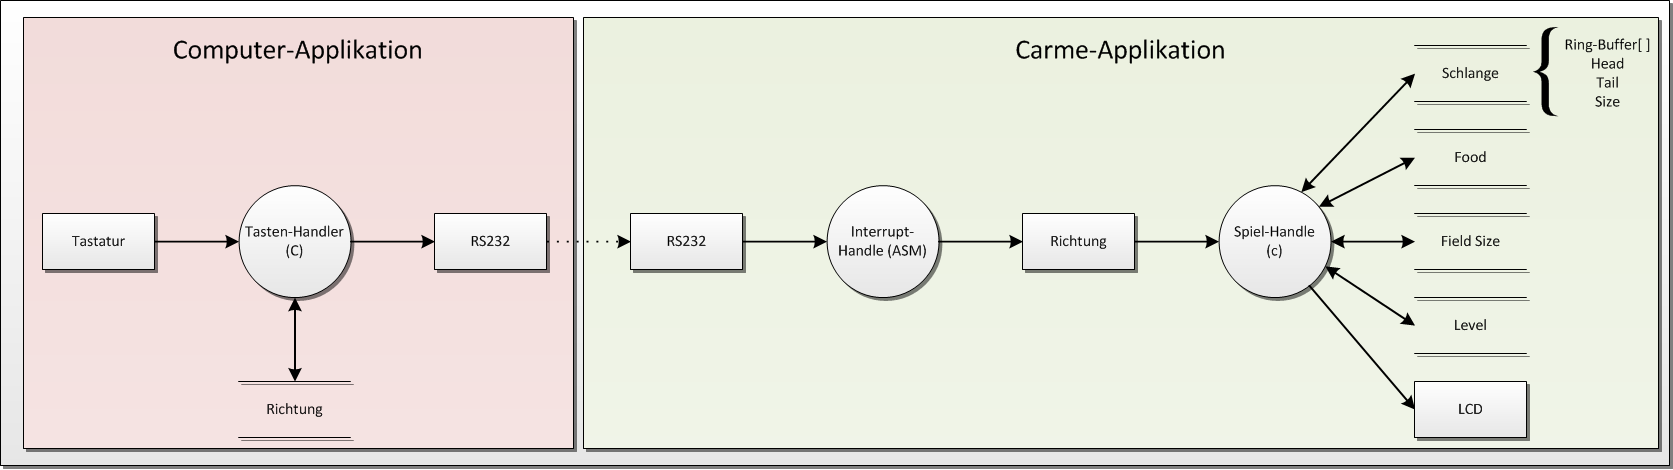 Computer-Applikation
Tastatur
Tasten-Handler
(C)
RS232
Richtung
Carme-Applikation
RS232
Interrupt-
Handle (ASM)
Richtung
Spiel-Handle
(c)
Schlange
Ring-Buffer[ ]
Head
Tail
Size
Food
Field Size
Level
LCD